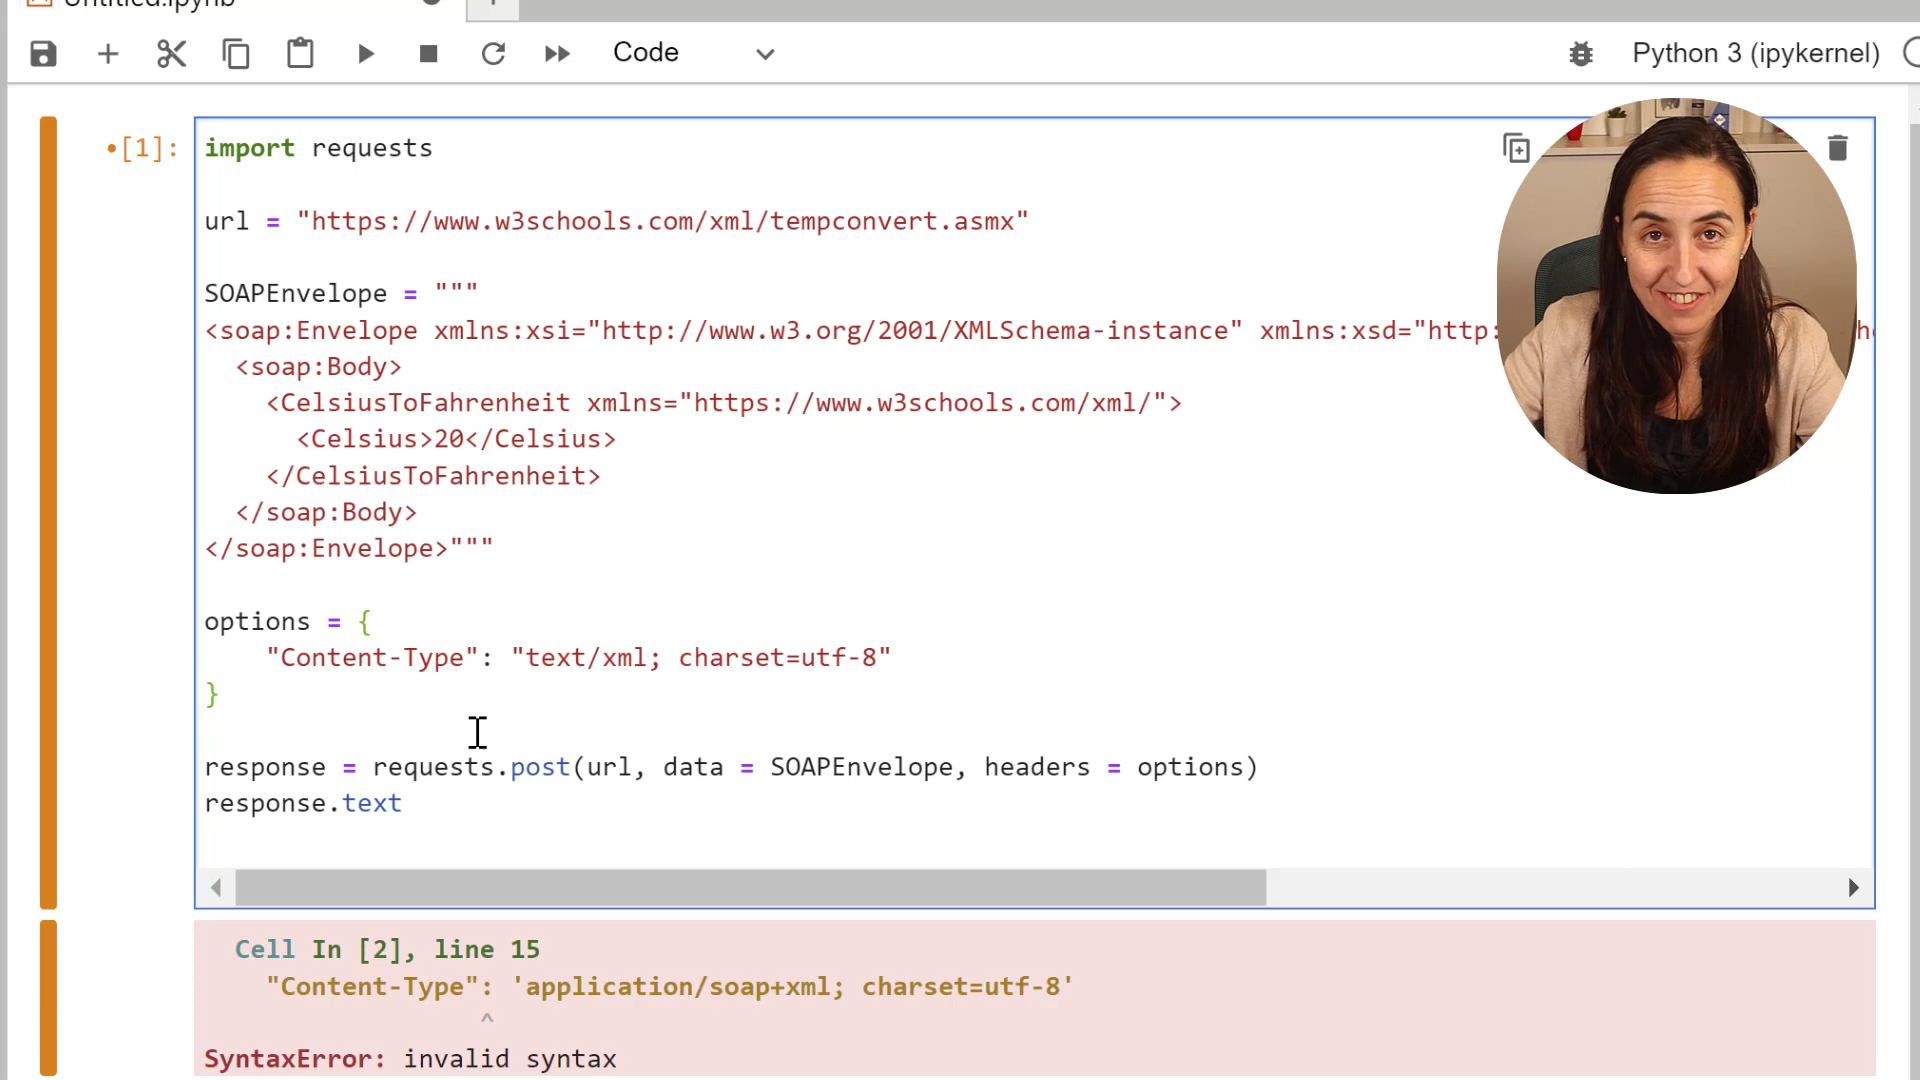 Untitled.ipynb
Code
Python 3 (ipykernel)
[1]:
import requests
url = "https://www.w3schools.com/xml/tempconvert.asmx"
SOAPEnvelope = """
<soap:Envelope xmlns:xsi="http://www.w3.org/2001/XMLSchema-instance" xmlns:xsd="http:
<soap:Body>
<CelsiusToFahrenheit xmlns="https://www.w3schools.com/xml/">
<Celsius>20</Celsius>
</CelsiusToFahrenheit>
</soap:Body>
</soap:Envelope>"""
options = {
"Content-Type": "text/xml; charset=utf-8"
}
response = requests.post(url, data = SOAPEnvelope, headers = options)
response.text
Cell In [2], line 15
"Content-Type": 'application/soap+xml; charset=utf-8'
^
SyntaxError: invalid syntax